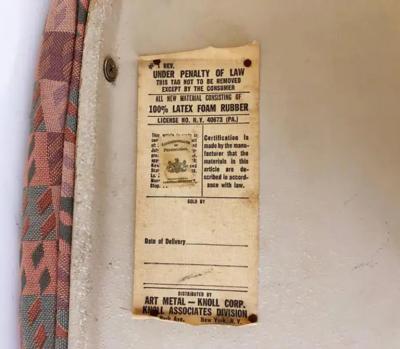 REV.
UNDER PENALTY OF LAW
THIS TAG NOT TO BE REMOVED
EXCEPT BY THE CONSUMER
ALL NEW MATERIAL CONSISTING OF
100% LATEX FOAM RUBBER
LICENSE NO. N.Y. 40673 (PA.)
Certification is
made by the manu-
facturer that the
materials in this
article are de-
scribed in accord-
ance with law.
SOLD BY
Date of Delivery
DISTRIBUTED BY
ART METAL — KNOLL CORP.
KNOLL ASSOCIATES DIVISION
Park Ave. New York, N.Y.